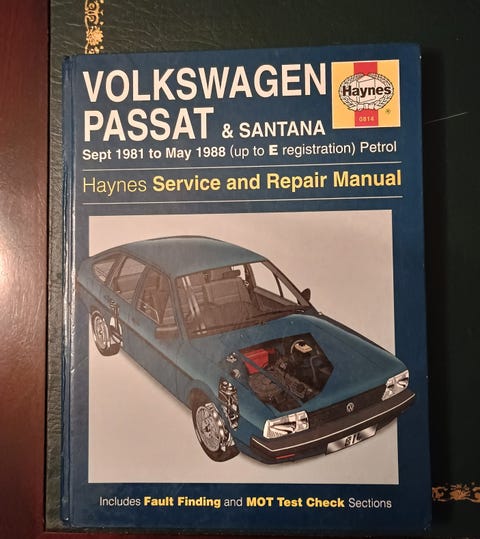 VOLKSWAGEN
PASSAT & SANTANA
Haynes
0814
Sept 1981 to May 1988 (up to E registration) Petrol
Haynes Service and Repair Manual
Includes Fault Finding and MOT Test Check Sections